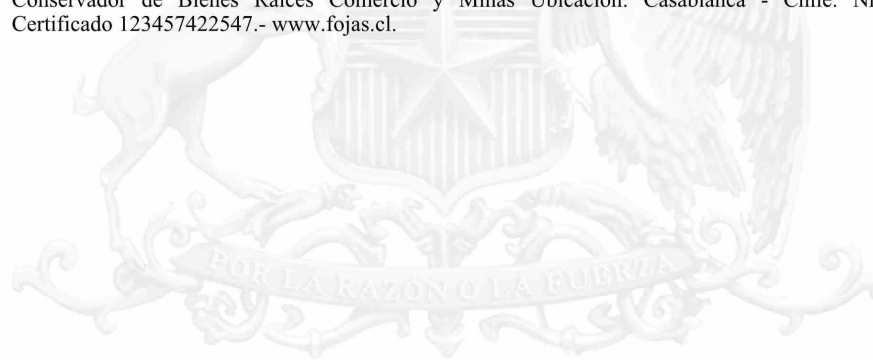 Conservador de Bienes Raíces Comercio y Minas Ubicación: Casablanca - Chile.
Certificado 123457422547.- www.fojas.cl.
POR LA RAZON O LA FUERZA